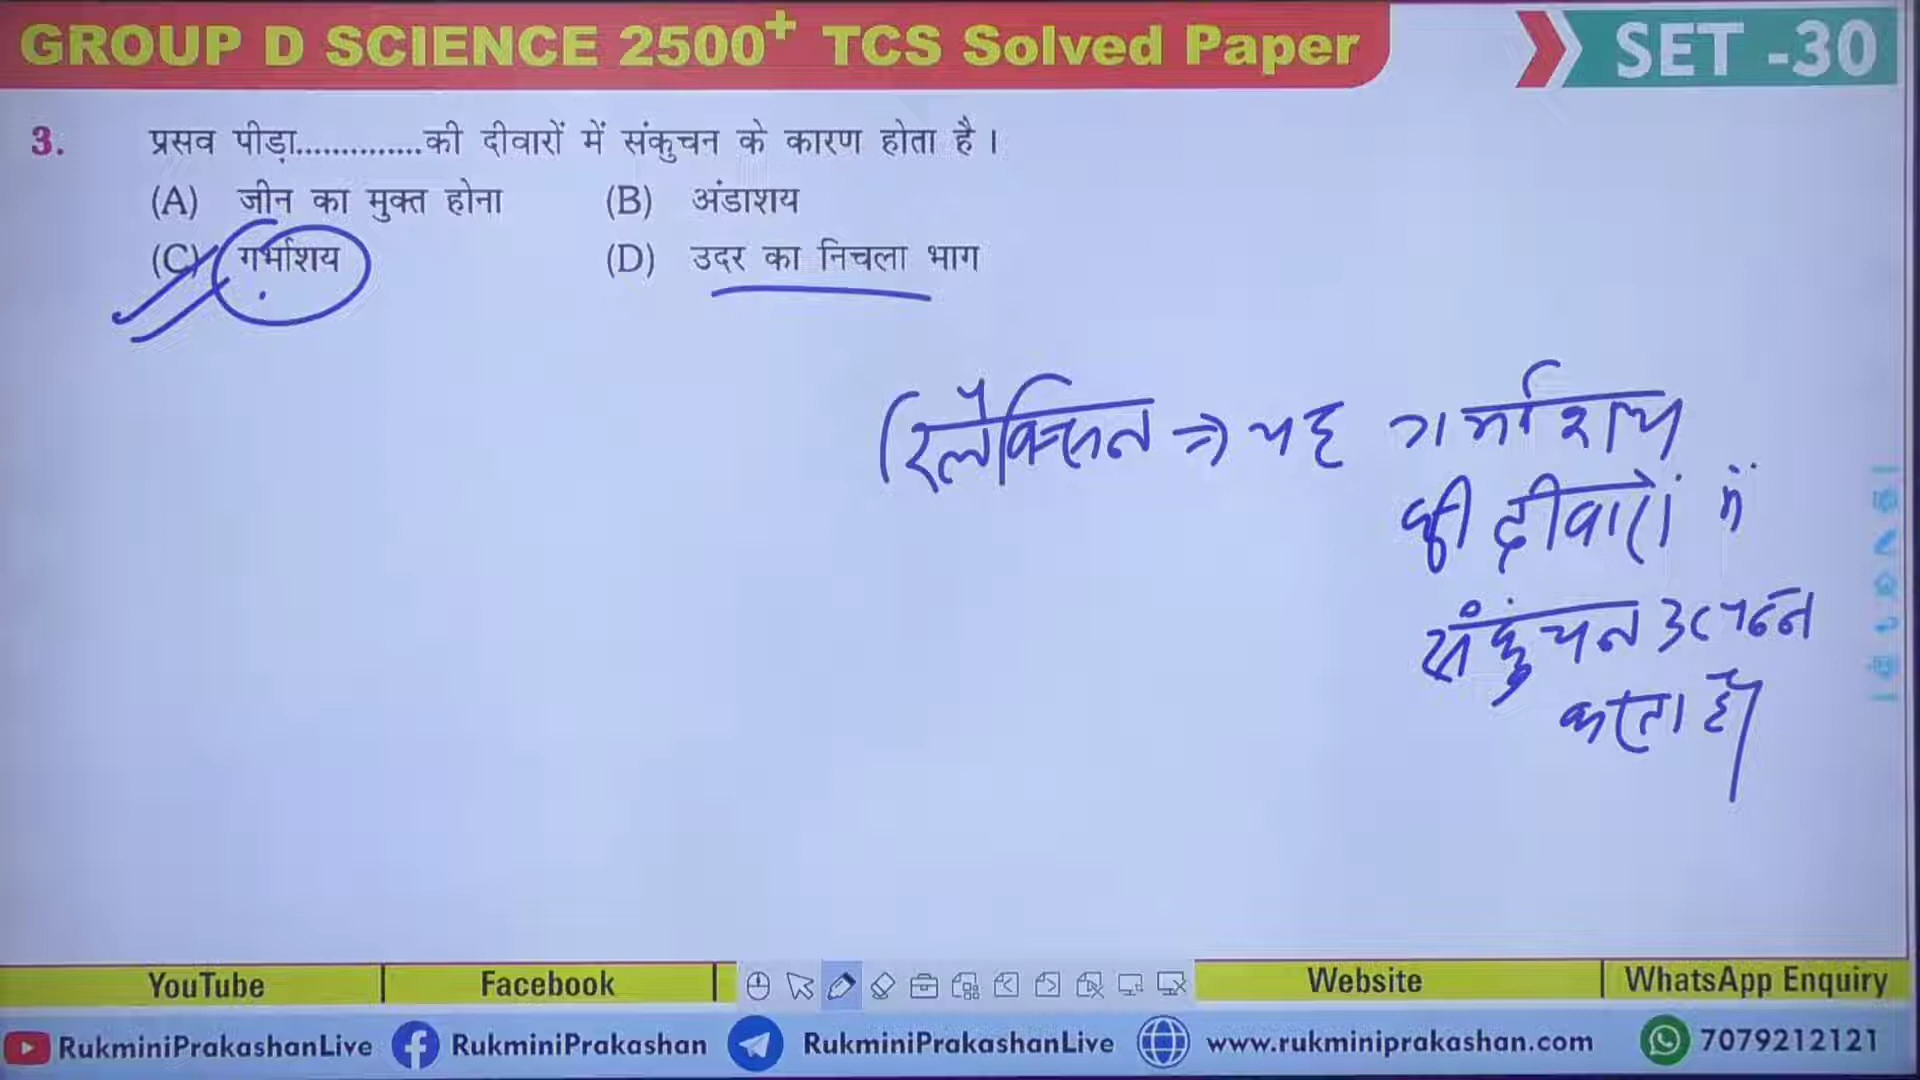 GROUP D SCIENCE 2500+ TCS Solved Paper
SET -30
3. प्रसव पीड़ा..............की दीवारों में संकुचन के कारण होता है ।
(A) जीन का मुक्त होना (B) अंडाशय
(C) गर्भाशय (D) उदर का निचला भाग
रिलैक्सिन ⇒ यह गर्भाशय
की दीवारों में
संकुचन उत्पन्न
करता है।
YouTube Facebook Website WhatsApp Enquiry
RukminiPrakashanLive RukminiPrakashan RukminiPrakashanLive www.rukminiprakashan.com 7079212121